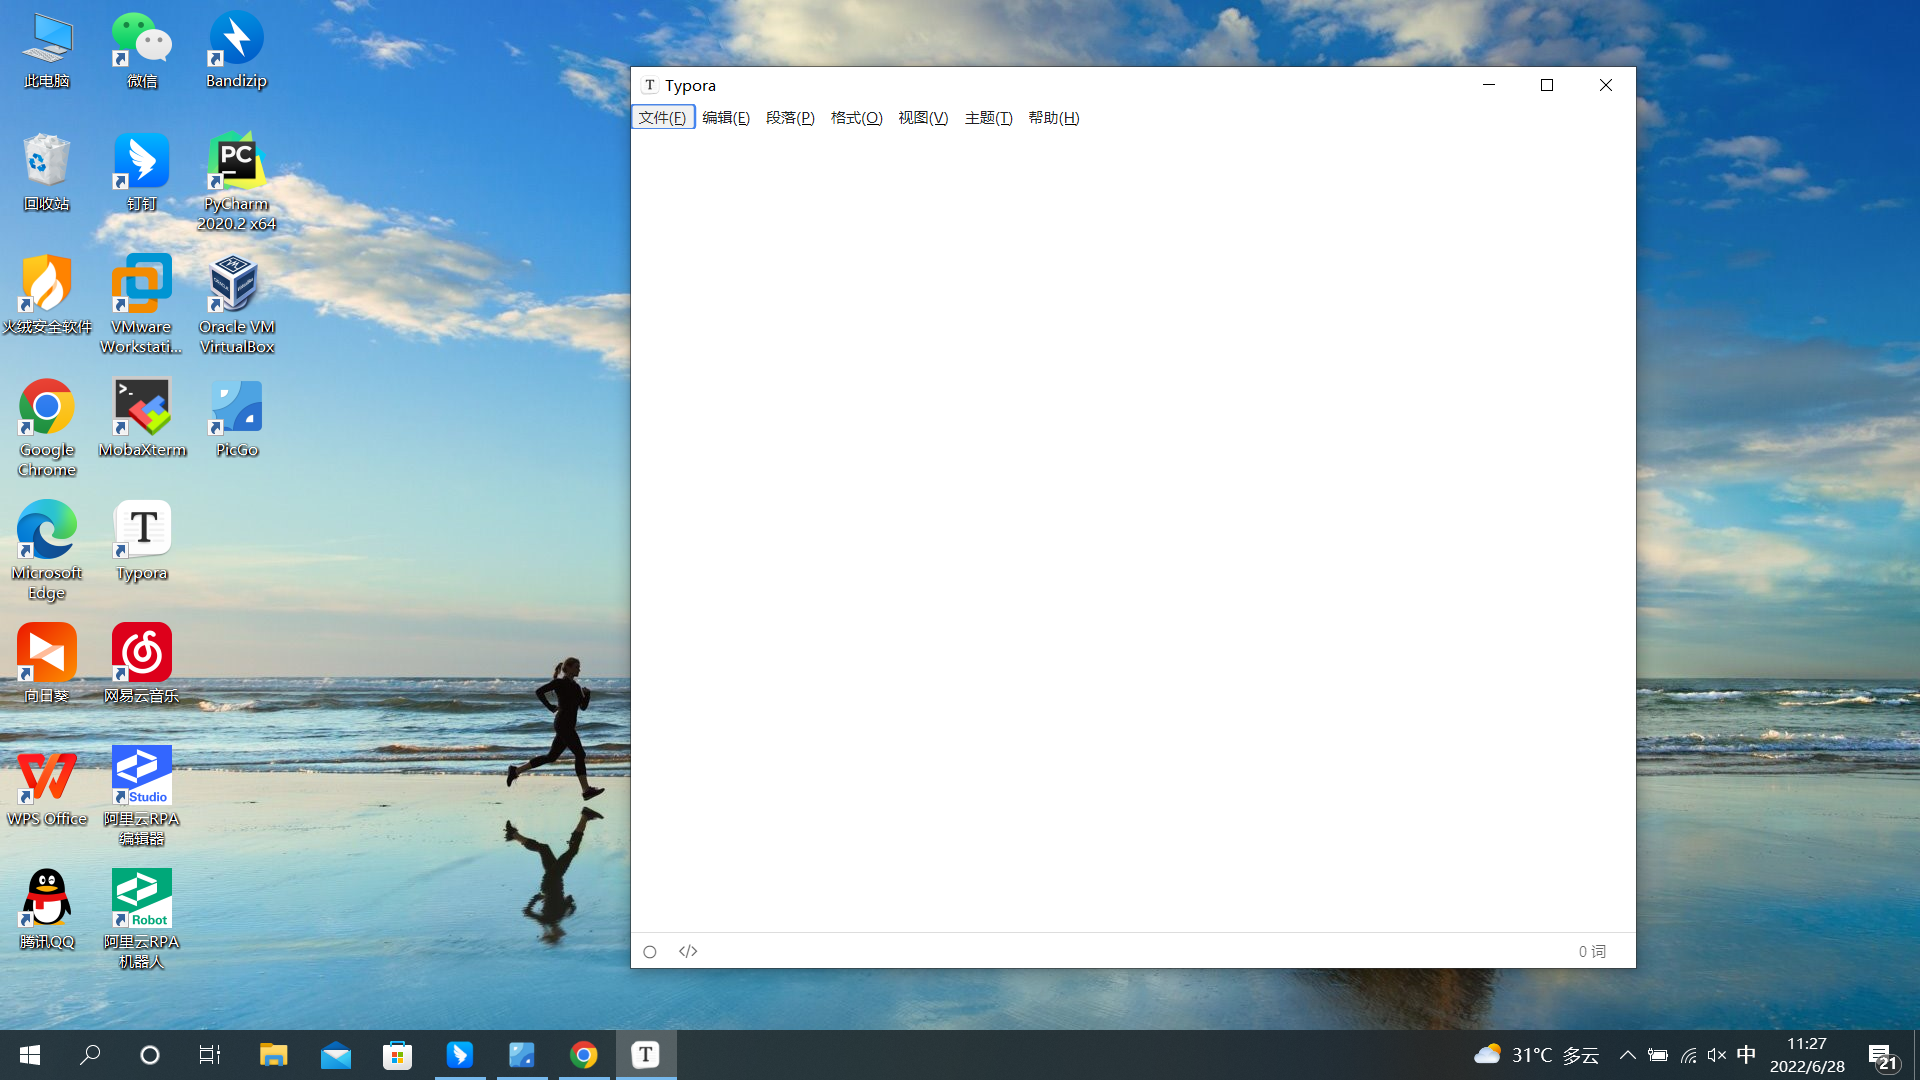 此电脑
微信
Bandizip
回收站
钉钉
PC
PyCharm
2020.2 x64
火绒安全软件
VMware
Workstati...
Oracle VM
VirtualBox
Google
Chrome
>_
MobaXterm
PicGo
Microsoft
Edge
T
Typora
向日葵
网易云音乐
WPS Office
Studio
阿里云RPA
编辑器
腾讯QQ
Robot
阿里云RPA
机器人
T Typora
文件(F) 编辑(E) 段落(P) 格式(O) 视图(V) 主题(T) 帮助(H)
</> 0 词
T
31°C 多云
中
11:27
2022/6/28
21